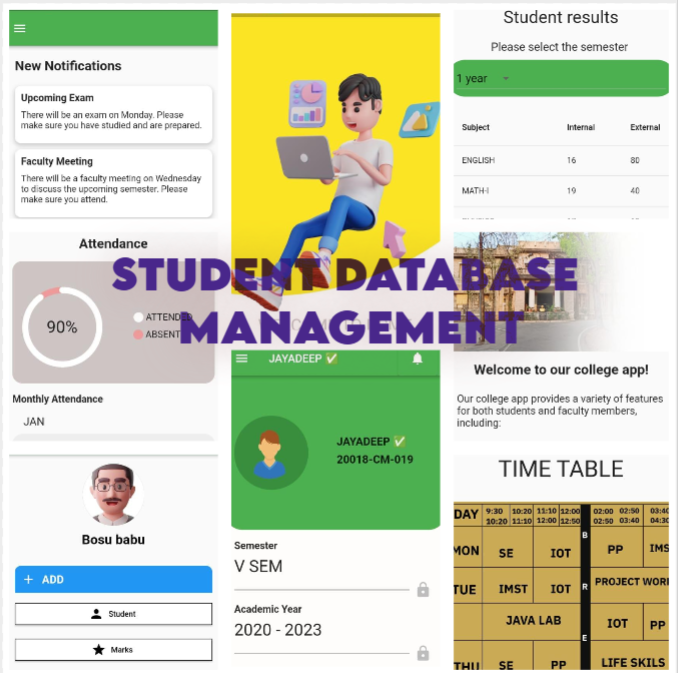 New Notifications
Upcoming Exam
There will be an exam on Monday. Please
make sure you have studied and are prepared.
Faculty Meeting
There will be a faculty meeting on Wednesday
to discuss the upcoming semester. Please
make sure you attend.
Student results
Please select the semester
1 year
Subject Internal External
ENGLISH 16 80
MATH-I 19 40
STUDENT DATABASE
MANAGEMENT
Attendance
90%
ATTENDED
ABSENT
Monthly Attendance
JAN
JAYADEEP ✅
JAYADEEP ✅
20018-CM-019
Semester
V SEM
Academic Year
2020 - 2023
Welcome to our college app!
Our college app provides a variety of features
for both students and faculty members,
including:
Bosu babu
+ ADD
Student
Marks
TIME TABLE
DAY 9:30 10:20 11:10 12:00 02:00 02:50 03:40
10:20 11:10 12:00 12:50 02:50 03:40 04:30
B
MON SE IOT PP IMS
R
TUE IMST IOT PROJECT WORK
JAVA LAB IOT PP
E
THU SE PP LIFE SKILS